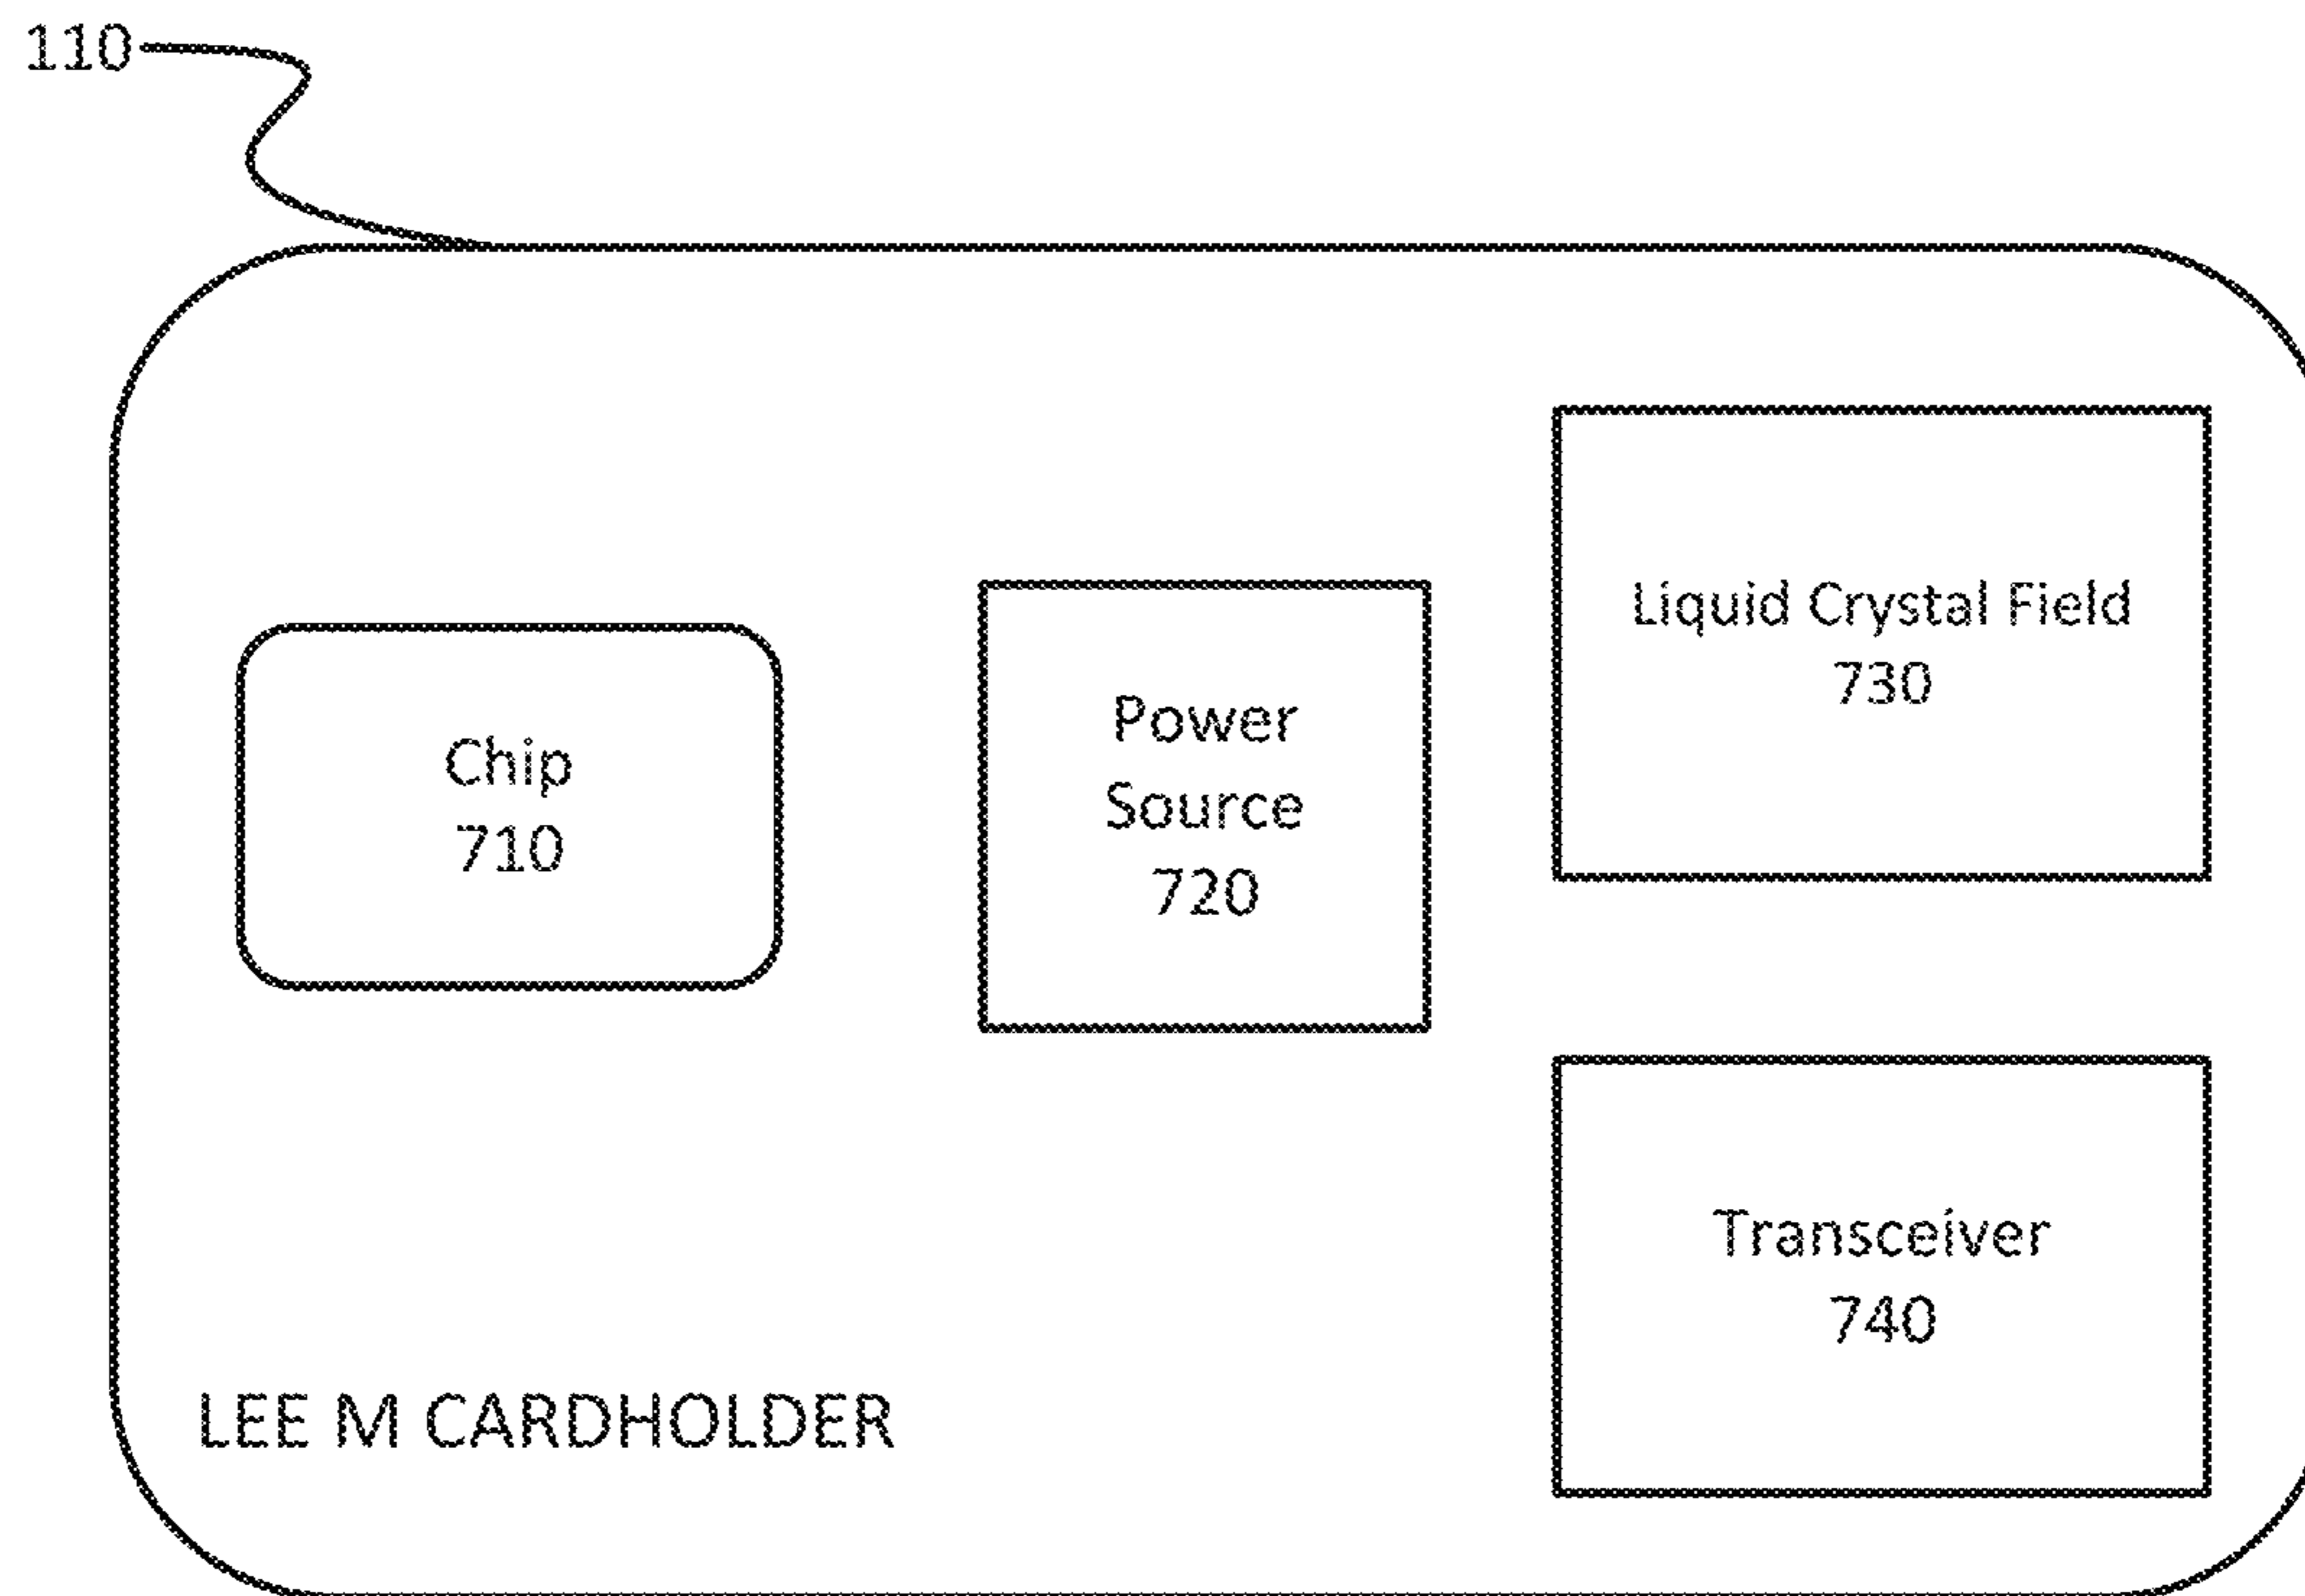 110
Chip
710
Power
Source
720
Liquid Crystal Field
730
Transceiver
740
LEE M CARDHOLDER